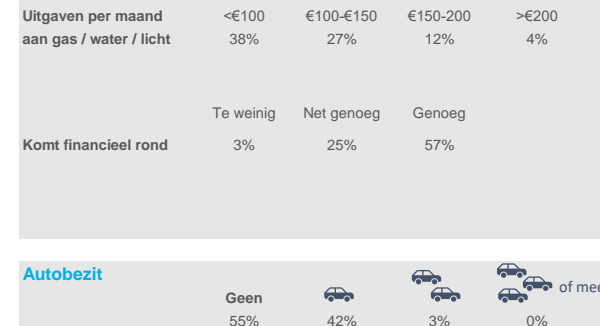 Uitgaven per maand <€100 €100-€150 €150-200 >€200
aan gas / water / licht 38% 27% 12% 4%
Te weinig Net genoeg Genoeg
Komt financieel rond 3% 25% 57%
Autobezit
Geen of mee
55% 42% 3% 0%